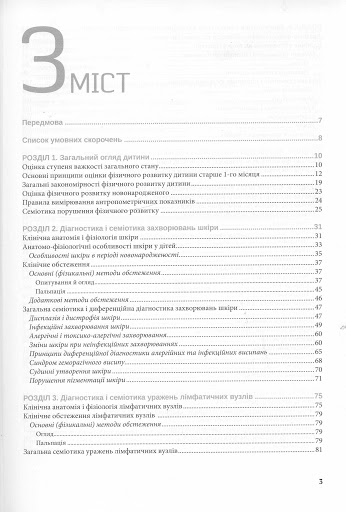 ЗМІСТ
Передмова 7
Список умовних скорочень 8
РОЗДІЛ 1. Загальний огляд дитини 10
Оцінка ступеня важкості загального стану 10
Основні принципи оцінки фізичного розвитку дитини старше 1-го місяця 12
Загальні закономірності фізичного розвитку дитини 19
Оцінка фізичного розвитку новонародженого 23
Правила вимірювання антропометричних показників 24
Семіотика порушення фізичного розвитку 25
РОЗДІЛ 2. Діагностика і семіотика захворювань шкіри 31
Клінічна анатомія і фізіологія шкіри 31
Анатомо-фізіологічні особливості шкіри у дітей 33
Особливості шкіри в періоді новонародженості 35
Клінічне обстеження 37
Основні (фізикальні) методи обстеження 37
Опитування й огляд 37
Пальпація 45
Додаткові методи обстеження 46
Загальна семіотика і диференційна діагностика захворювань шкіри 47
Дисплазія і дистрофія шкіри 47
Інфекційні захворювання шкіри 49
Алергічні і токсико-алергічні захворювання 60
Зміни шкіри при неінфекційних захворюваннях 60
Принципи диференційної діагностики алергічних та інфекційних висипань 65
Синдром геморагічного висипу 68
Судинні утворення шкіри 70
Порушення пігментації шкіри 71
РОЗДІЛ 3. Діагностика і семіотика уражень лімфатичних вузлів 75
Клінічна анатомія і фізіологія лімфатичних вузлів 75
Клінічне обстеження лімфатичних вузлів 79
Основні (фізикальні) методи обстеження 79
Огляд 79
Пальпація 79
Загальна семіотика уражень лімфатичних вузлів 81
3